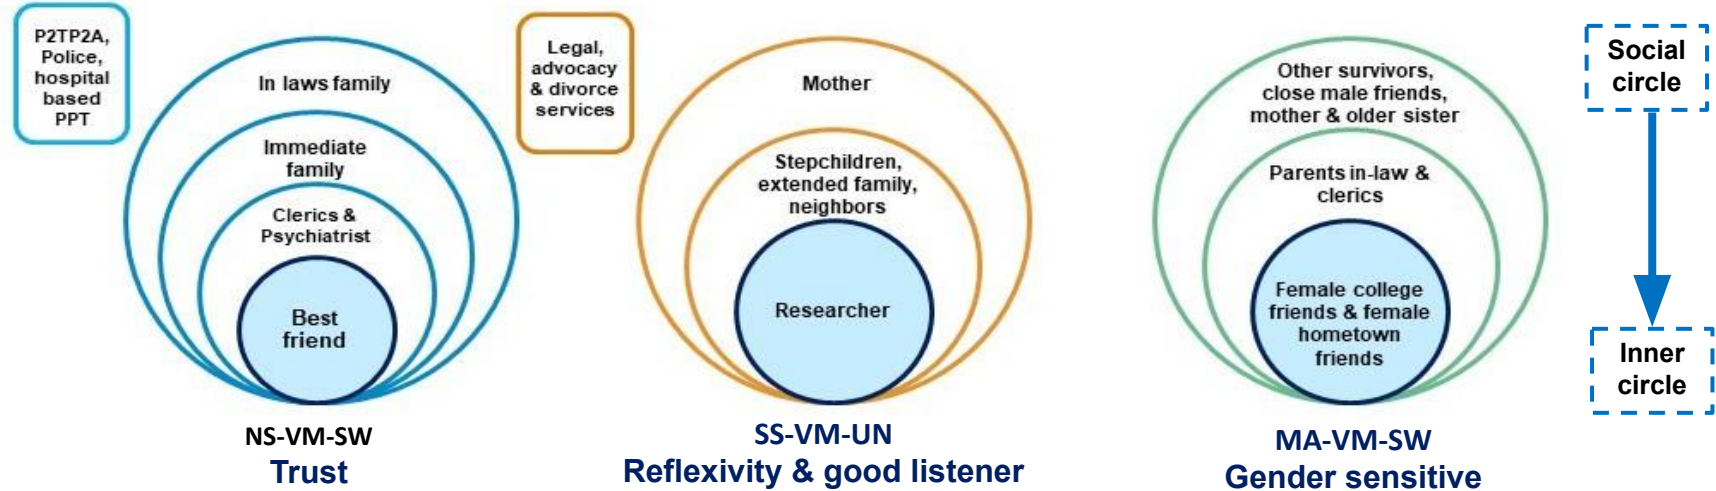 P2TP2A,
Police,
hospital
based
PPT
In laws family
Immediate
family
Clerics &
Psychiatrist
Best
friend
NS-VM-SW
Trust
Legal,
advocacy
& divorce
services
Mother
Stepchildren,
extended family,
neighbors
Researcher
SS-VM-UN
Reflexivity & good listener
Other survivors,
close male friends,
mother & older sister
Parents in-law &
clerics
Female college
friends & female
hometown
friends
MA-VM-SW
Gender sensitive
Social
circle
Inner
circle